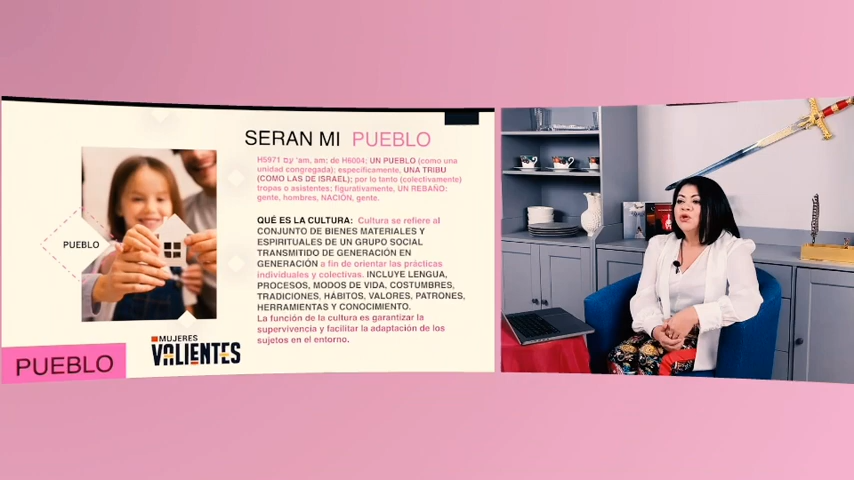 SERAN MI PUEBLO
H5971 עַם 'am, am; de H6004; UN PUEBLO (como una
unidad congregada); específicamente, UNA TRIBU
(COMO LAS DE ISRAEL); por lo tanto (colectivamente)
tropas o asistentes; figurativamente, UN REBAÑO:
gente, hombres, NACIÓN, gente.
QUÉ ES LA CULTURA: Cultura se refiere al
CONJUNTO DE BIENES MATERIALES Y
ESPIRITUALES DE UN GRUPO SOCIAL
TRANSMITIDO DE GENERACIÓN EN
GENERACIÓN a fin de orientar las prácticas
individuales y colectivas. INCLUYE LENGUA,
PROCESOS, MODOS DE VIDA, COSTUMBRES,
TRADICIONES, HÁBITOS, VALORES, PATRONES,
HERRAMIENTAS Y CONOCIMIENTO.
La función de la cultura es garantizar la
supervivencia y facilitar la adaptación de los
sujetos en el entorno.
PUEBLO
MUJERES
VALIENTES
PUEBLO